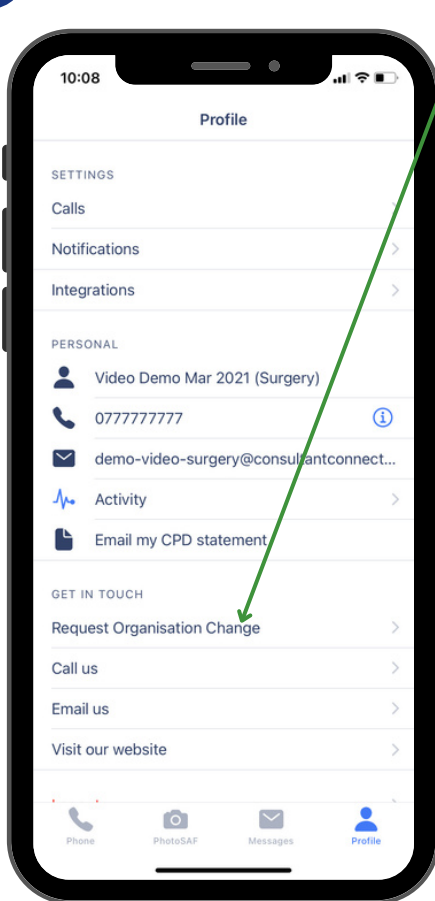 10:08
Profile
SETTINGS
Calls
Notifications
Integrations
PERSONAL
Video Demo Mar 2021 (Surgery)
0777777777
demo-video-surgery@consultantconnect...
Activity
Email my CPD statement
GET IN TOUCH
Request Organisation Change
Call us
Email us
Visit our website
Phone PhotoSAF Messages Profile